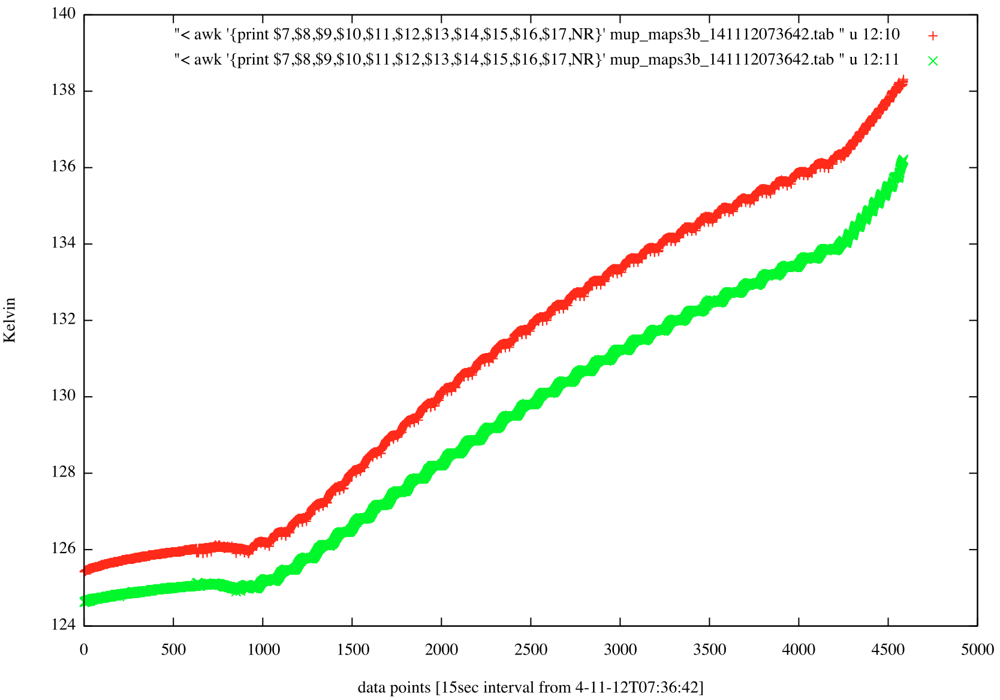 "< awk '{print $7,$8,$9,$10,$11,$12,$13,$14,$15,$16,$17,NR}' mup_maps3b_141112073642.tab " u 12:10
"< awk '{print $7,$8,$9,$10,$11,$12,$13,$14,$15,$16,$17,NR}' mup_maps3b_141112073642.tab " u 12:11
140
138
136
134
132
130
128
126
124
Kelvin
0 500 1000 1500 2000 2500 3000 3500 4000 4500 5000
data points [15sec interval from 4-11-12T07:36:42]